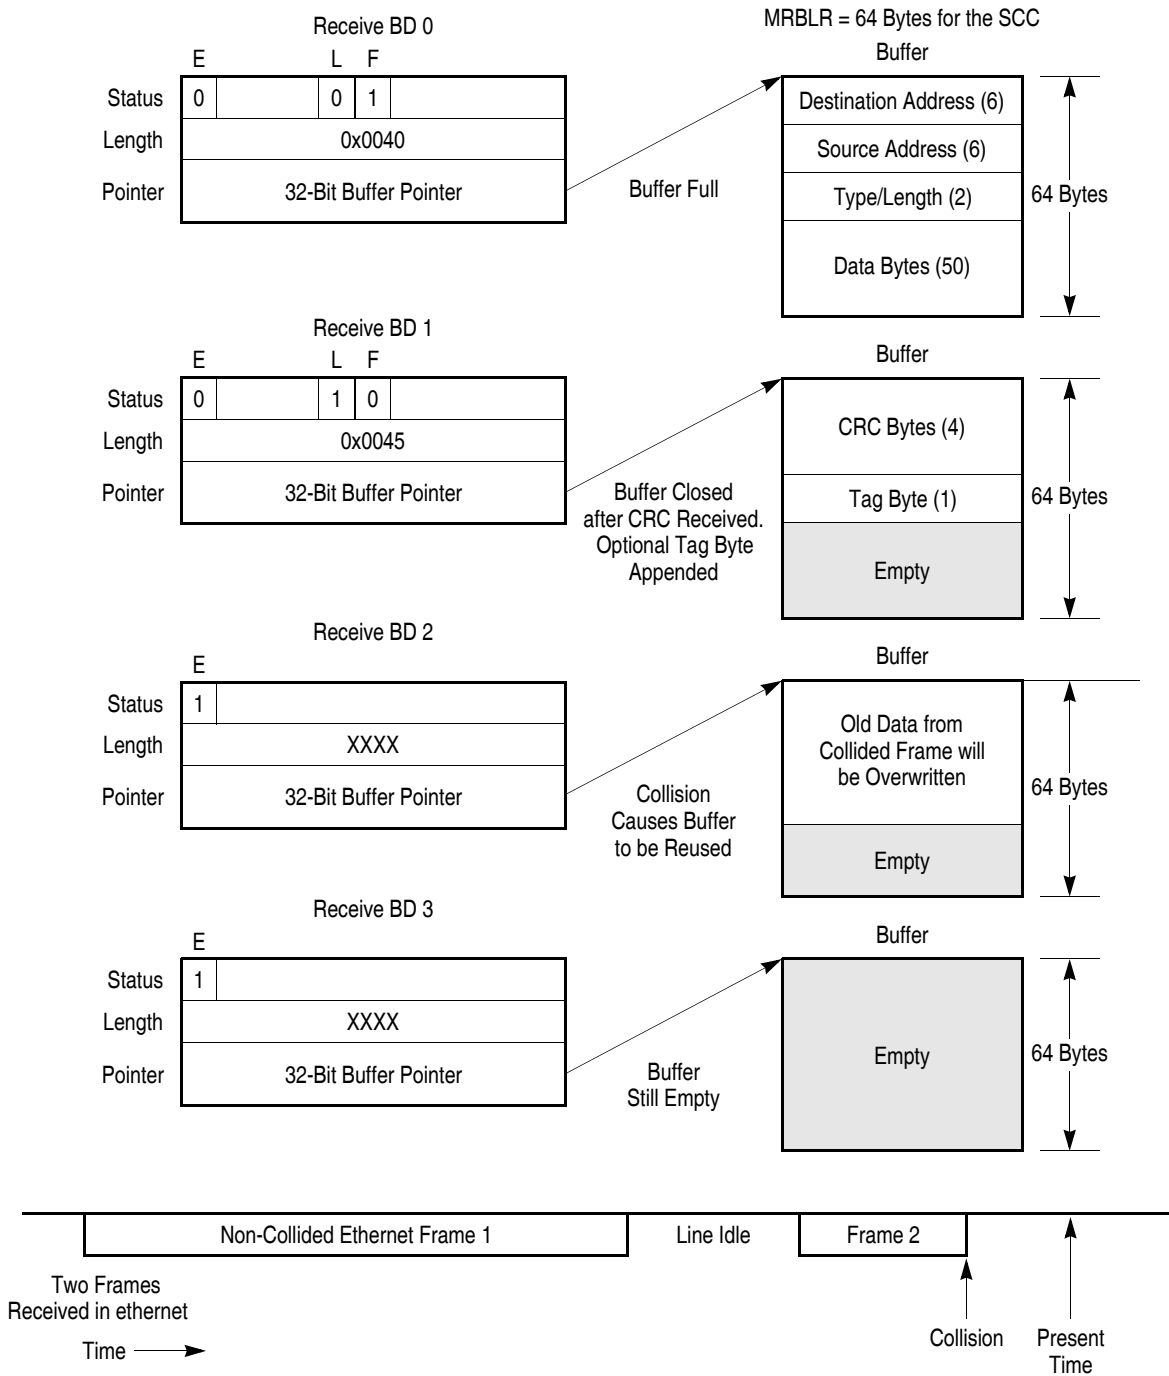 MRBLR = 64 Bytes for the SCC
Receive BD 0
Buffer
E L F
Status 0 0 1
Length 0x0040
Pointer 32-Bit Buffer Pointer
Buffer Full
Destination Address (6)
Source Address (6)
Type/Length (2)
Data Bytes (50)
64 Bytes
Receive BD 1
Buffer
E L F
Status 0 1 0
Length 0x0045
Pointer 32-Bit Buffer Pointer
Buffer Closed
after CRC Received.
Optional Tag Byte
Appended
CRC Bytes (4)
Tag Byte (1)
Empty
64 Bytes
Receive BD 2
Buffer
E
Status 1
Length XXXX
Pointer 32-Bit Buffer Pointer
Collision
Causes Buffer
to be Reused
Old Data from
Collided Frame will
be Overwritten
Empty
64 Bytes
Receive BD 3
Buffer
E
Status 1
Length XXXX
Pointer 32-Bit Buffer Pointer
Buffer
Still Empty
Empty
64 Bytes
Non-Collided Ethernet Frame 1
Line Idle
Frame 2
Two Frames
Received in ethernet
Time
Collision
Present
Time